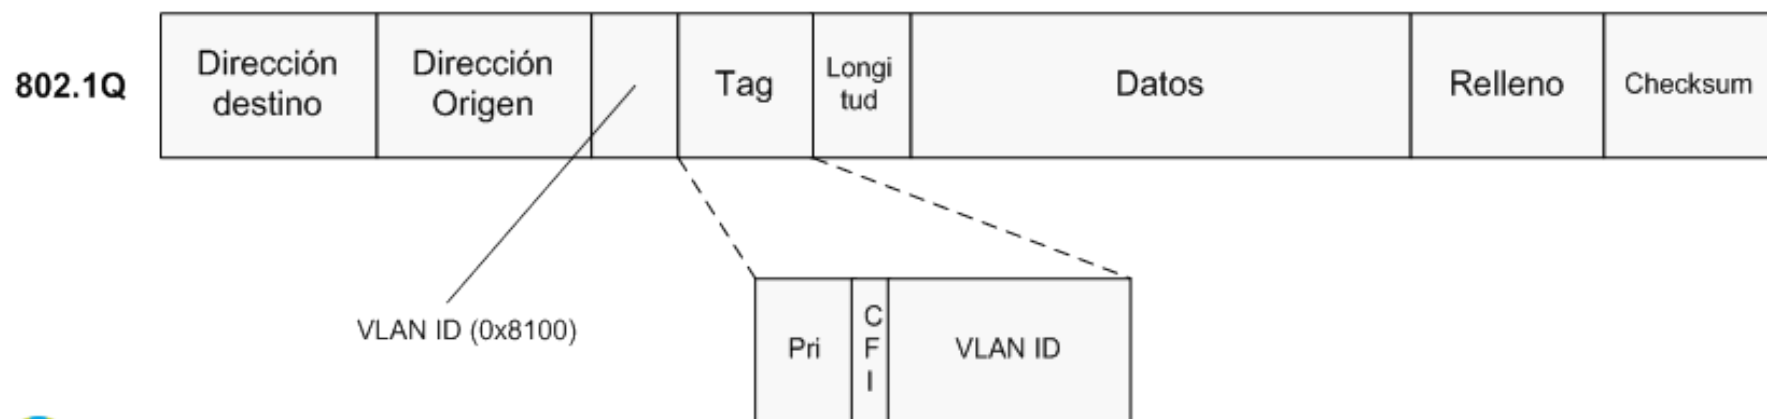 802.1Q
Dirección
destino
Dirección
Origen
Tag
Longi
tud
Datos
Relleno
Checksum
VLAN ID (0x8100)
Pri
C
F
I
VLAN ID